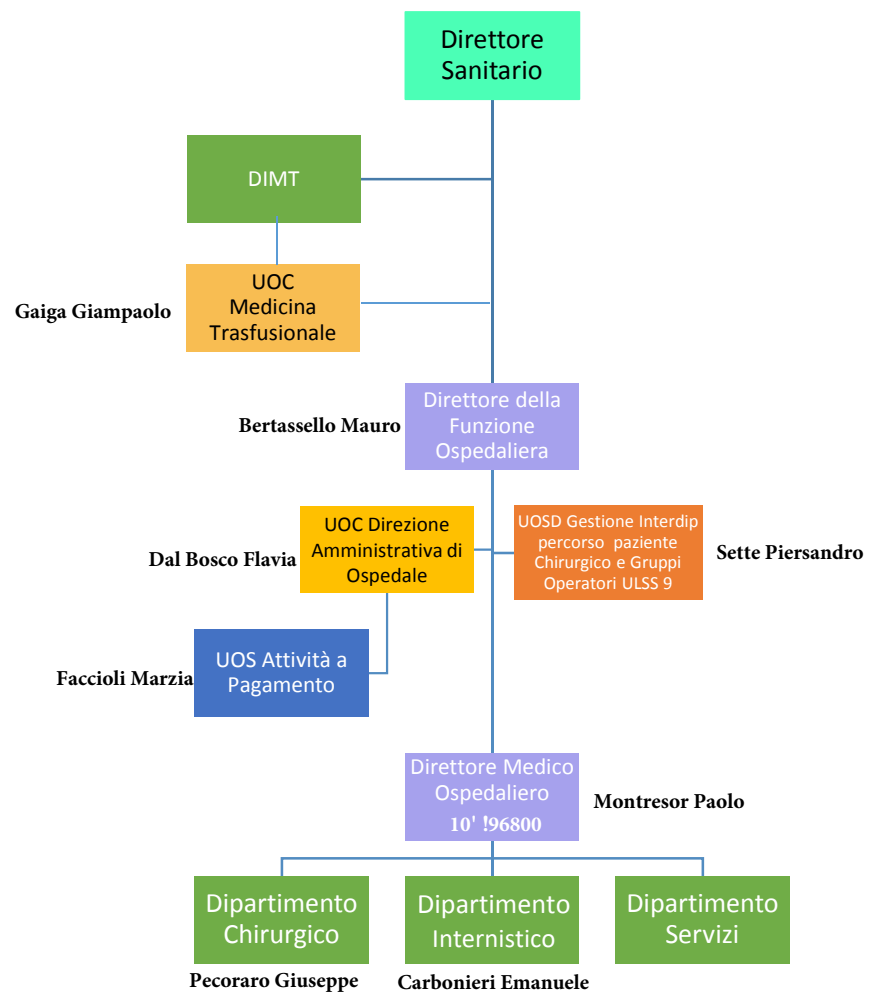 Direttore
Sanitario
DIMT
UOC
Medicina
Trasfusionale
Gaiga Giampaolo
Direttore della
Funzione
Ospedaliera
Bertassello Mauro
UOC Direzione
Amministrativa di
Ospedale
Dal Bosco Flavia
UOSD Gestione Interdip
percorso paziente
Chirurgico e Gruppi
Operatori ULSS 9
Sette Piersandro
UOS Attività a
Pagamento
Faccioli Marzia
Direttore Medico
Ospedaliero
10' !96800
Montresor Paolo
Dipartimento
Chirurgico
Pecoraro Giuseppe
Dipartimento
Internistico
Carbonieri Emanuele
Dipartimento
Servizi